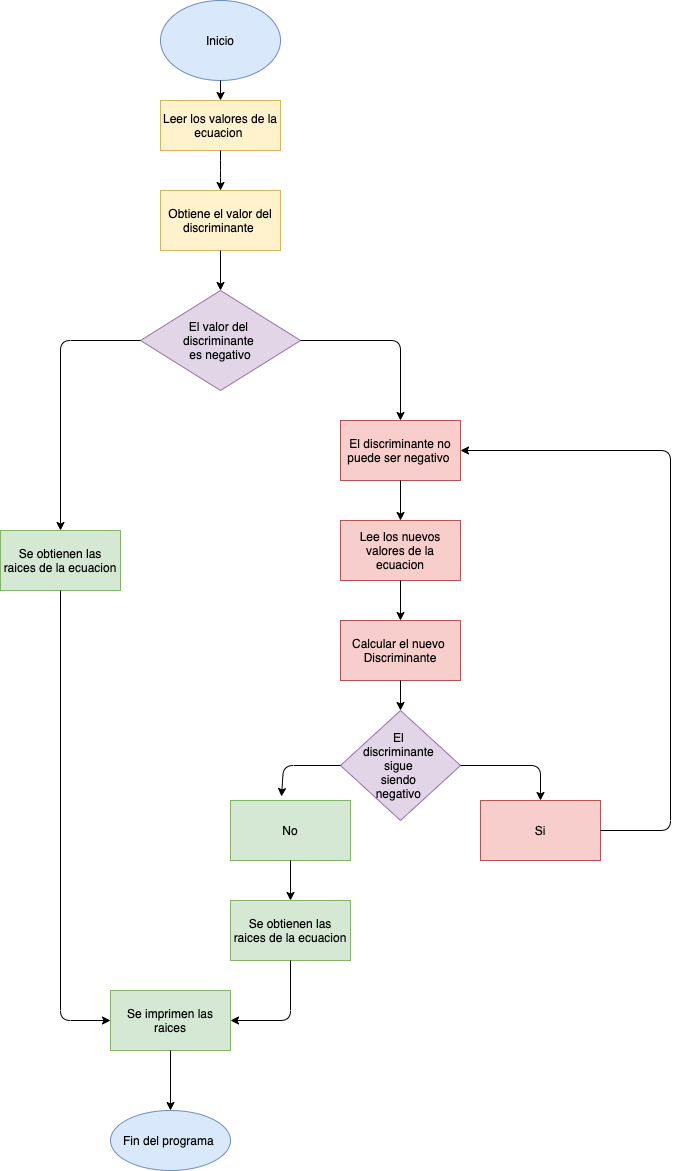 Inicio
Leer los valores de la
ecuacion
Obtiene el valor del
discriminante
El valor del
discriminante
es negativo
El discriminante no
puede ser negativo
Lee los nuevos
valores de la
ecuacion
Se obtienen las
raices de la ecuacion
Calcular el nuevo
Discriminante
El
discriminante
sigue
siendo
negativo
No
Si
Se obtienen las
raices de la ecuacion
Se imprimen las
raices
Fin del programa